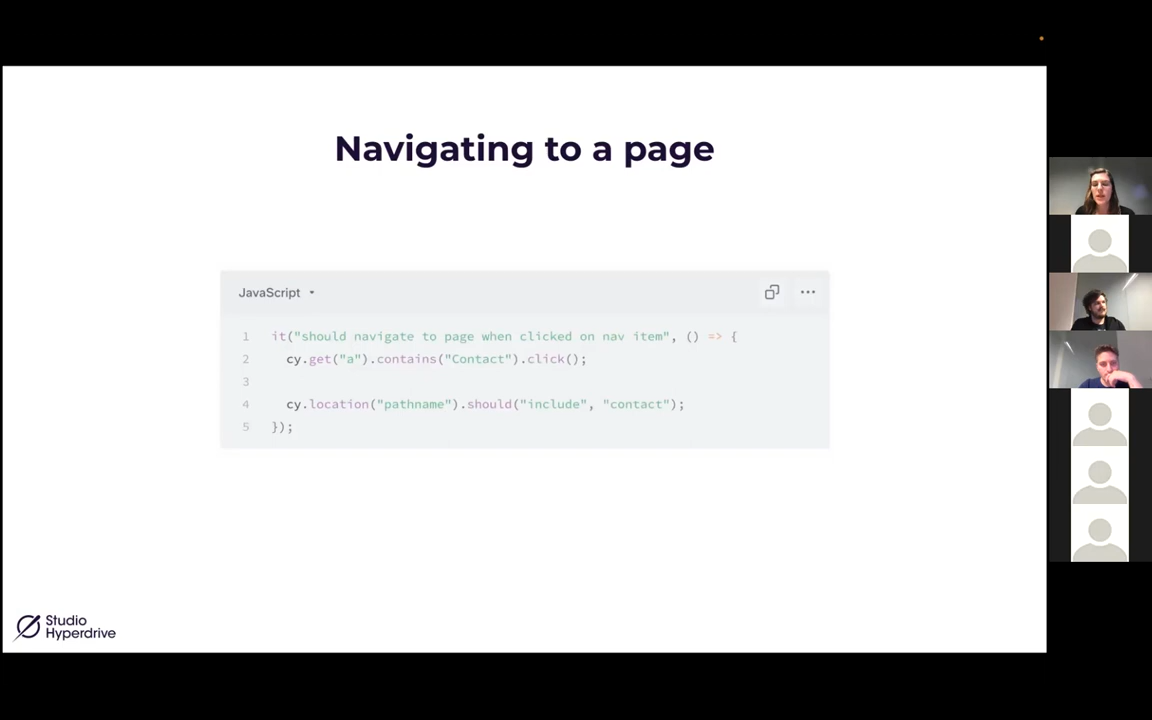 Navigating to a page
JavaScript
1 it("should navigate to page when clicked on nav item", () => {
2 cy.get("a").contains("Contact").click();
3
4 cy.location("pathname").should("include", "contact");
5 });
Studio
Hyperdrive